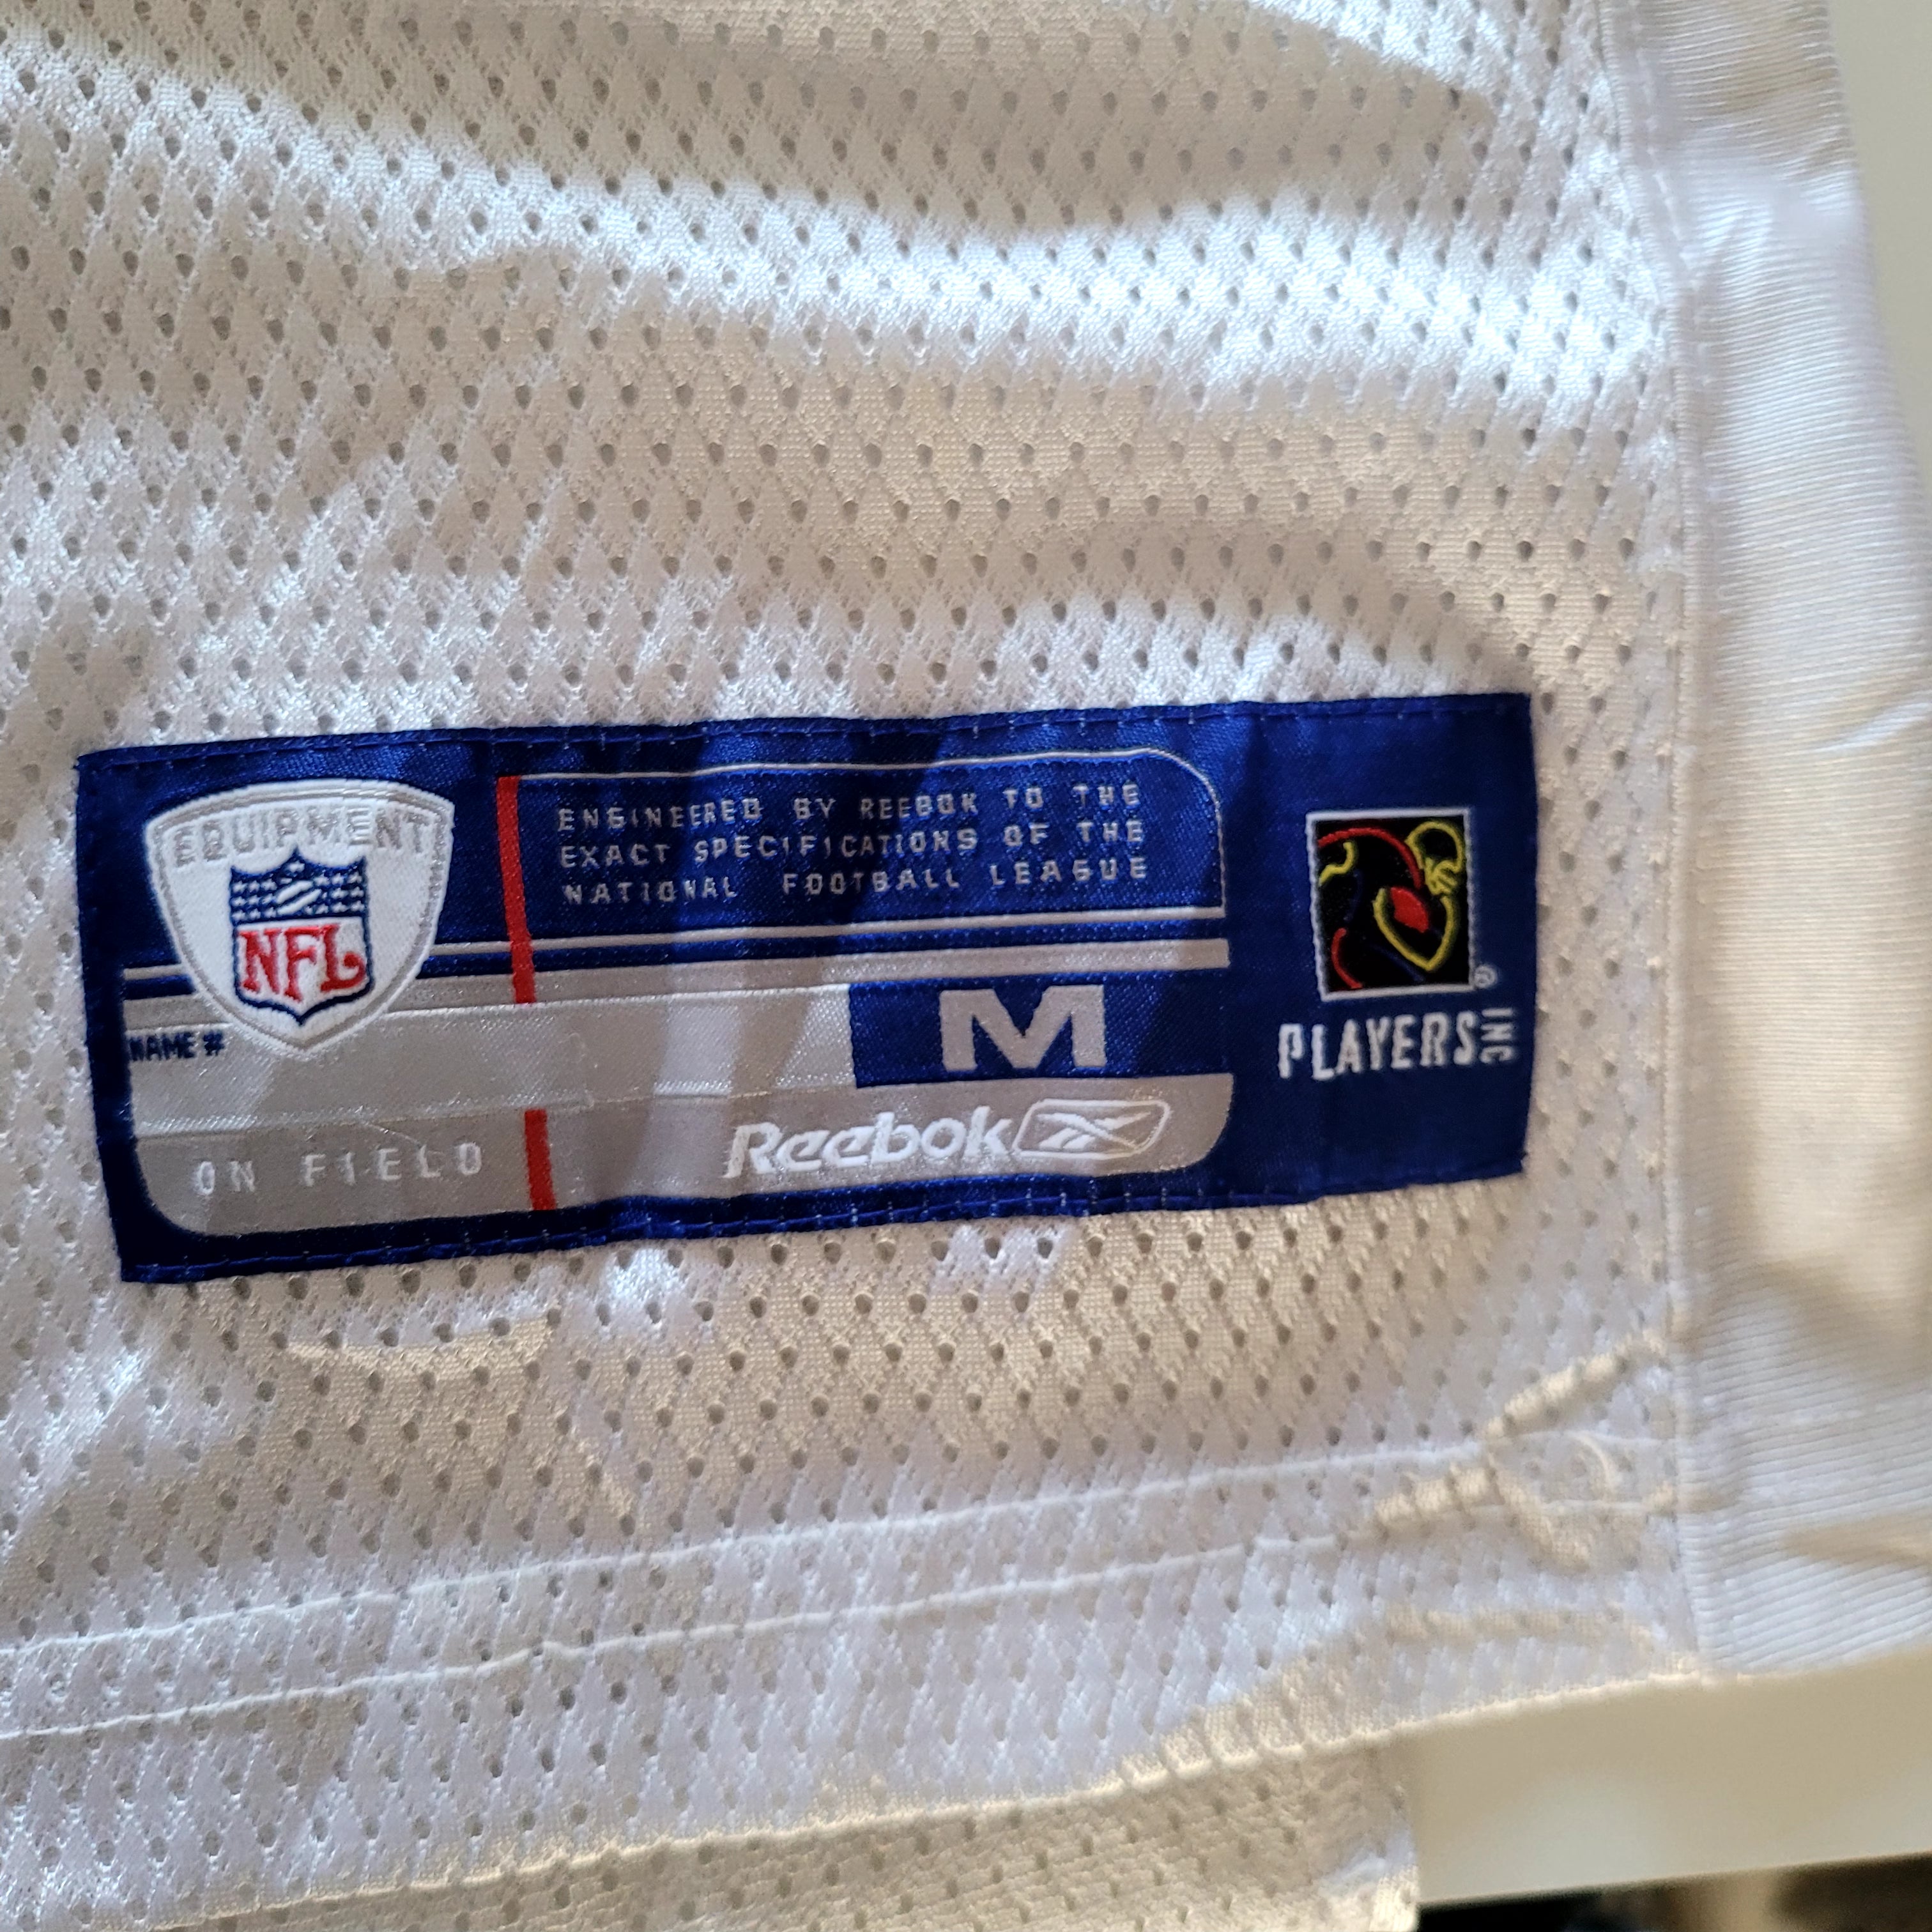 EQUIPMENT
NFL
ENGINEERED BY REEBOK TO THE
EXACT SPECIFICATIONS OF THE
NATIONAL FOOTBALL LEAGUE
NAME #
M
ON FIELD
Reebok
PLAYERS INC